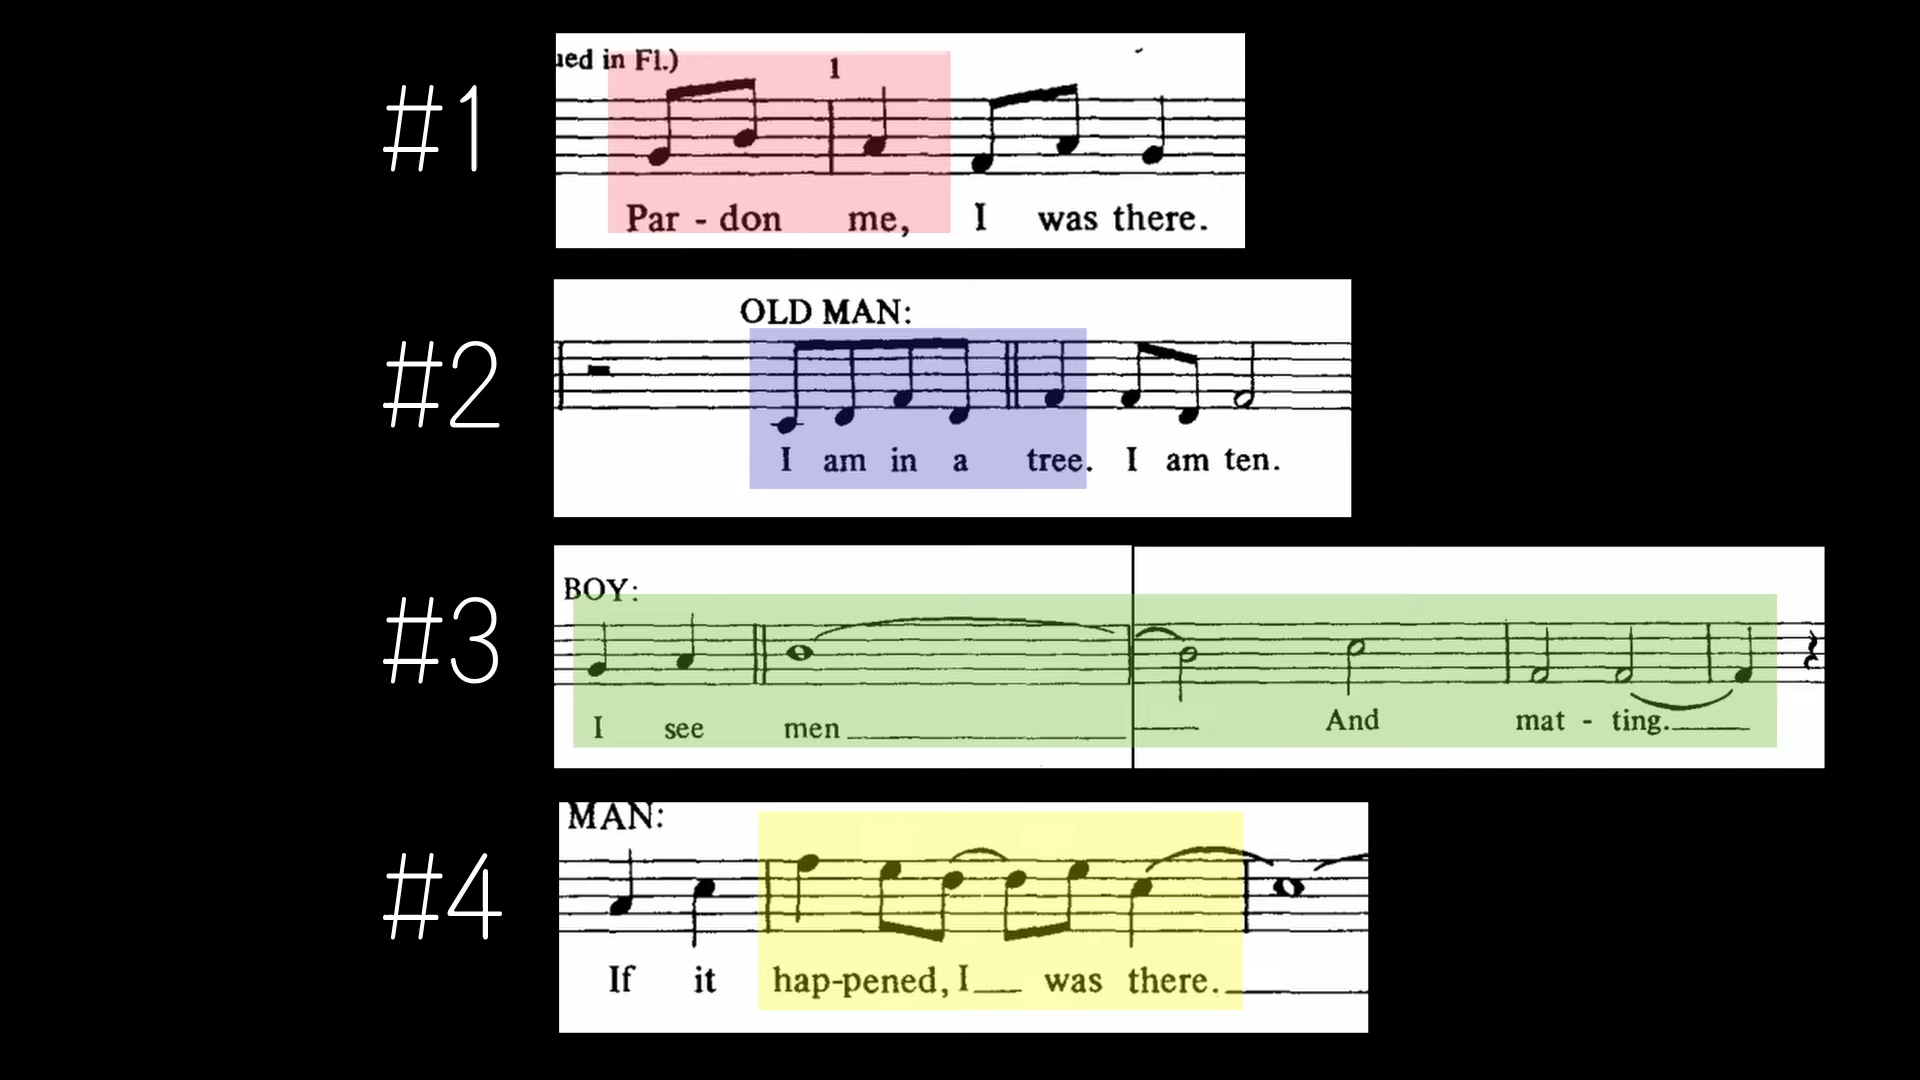 #1
ued in Fl.)
1
Par - don me, I was there.
#2
OLD MAN:
I am in a tree. I am ten.
#3
BOY:
I see men And mat - ting.
#4
MAN:
If it hap-pened, I was there.